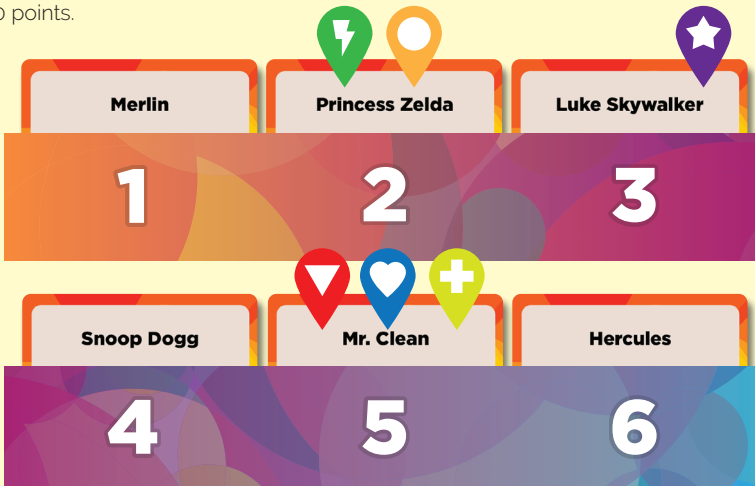 points.
Merlin
Princess Zelda
Luke Skywalker
1
2
3
Snoop Dogg
Mr. Clean
Hercules
4
5
6